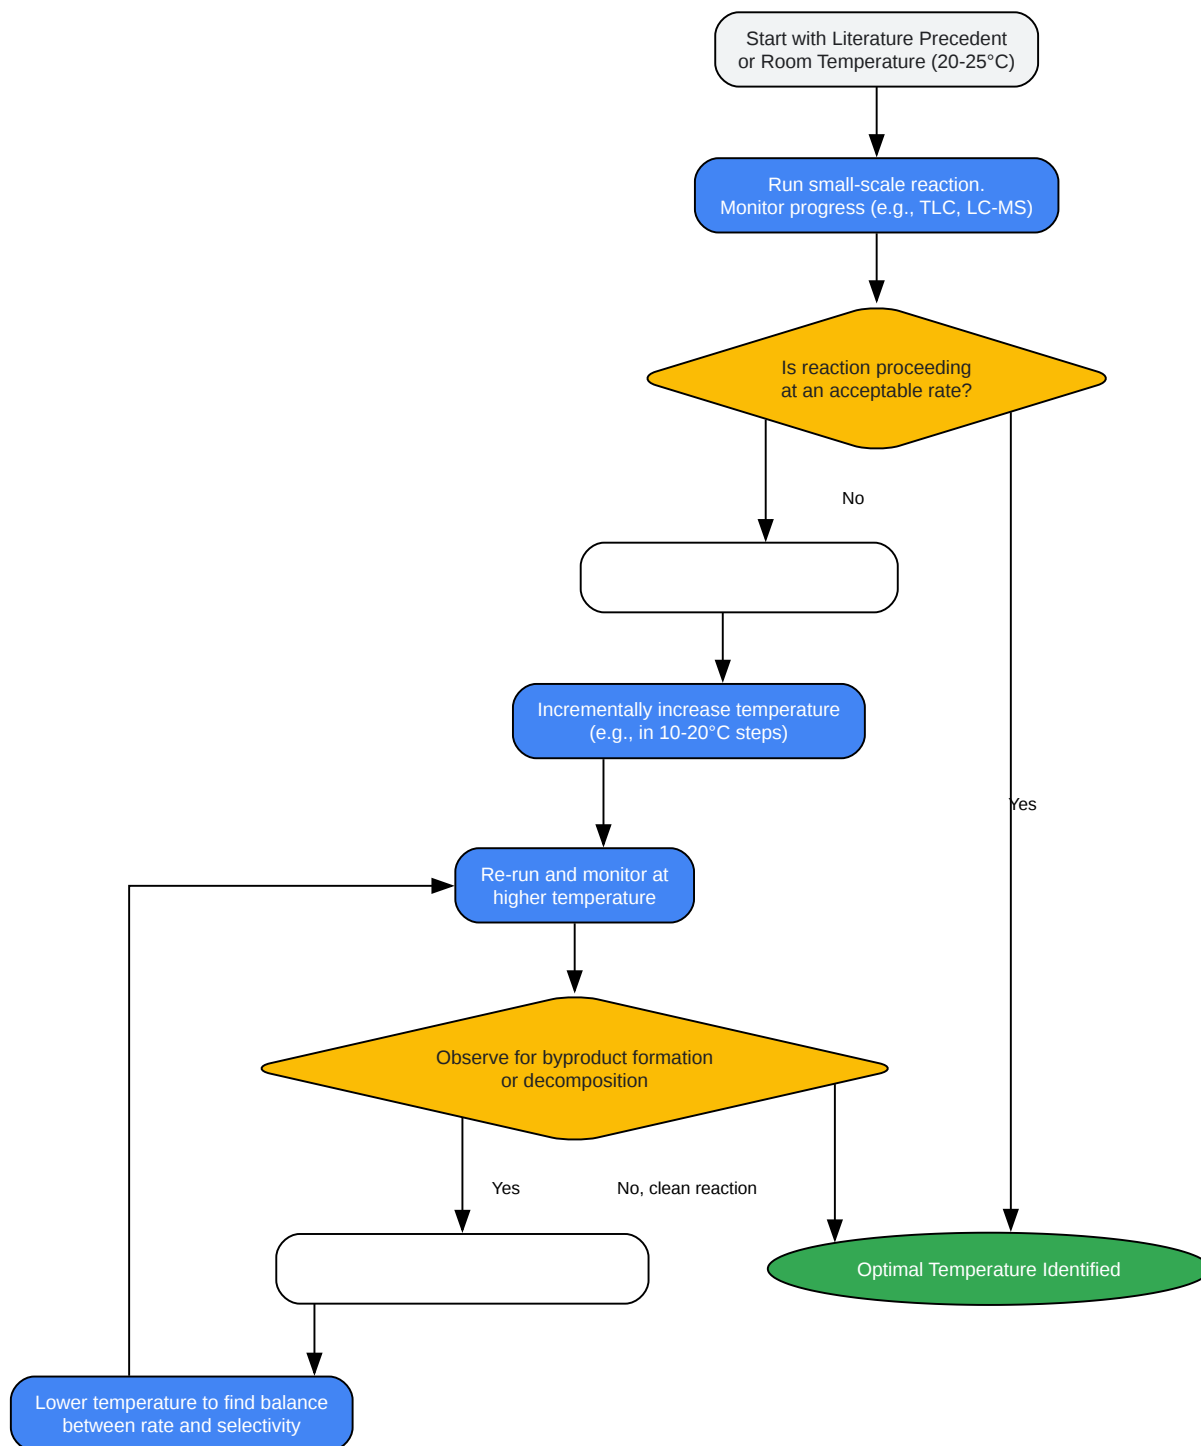 Start with Literature Precedent
or Room Temperature (20-25°C)
Run small-scale reaction.
Monitor progress (e.g., TLC, LC-MS)
Is reaction proceeding
at an acceptable rate?
No
Incrementally increase temperature
(e.g., in 10-20°C steps)
Yes
Re-run and monitor at
higher temperature
Observe for byproduct formation
or decomposition
Yes
No, clean reaction
Optimal Temperature Identified
Lower temperature to find balance
between rate and selectivity